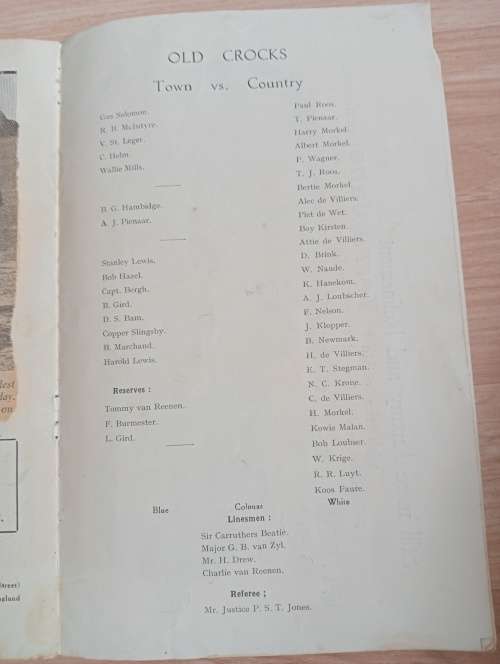 OLD CROCKS
Town vs. Country
Gus Solomon.
R. B. McIntyre.
V. St. Leger.
C. Helm.
Wallie Mills.
B. G. Hambidge.
A. J. Pienaar.
Stanley Lewis.
Bob Hazel.
Capt. Bergh.
B. Gird.
D. S. Bam.
Copper Slingsby.
B. Marchand.
Harold Lewis.
Reserves :
Tommy van Reenen.
F. Burmester.
L. Gird.
Paul Roos.
T. Pienaar.
Harry Morkel.
Albert Morkel.
P. Wagner.
T. J. Roos.
Bertie Morkel.
Alec de Villiers.
Piet de Wet.
Boy Kirsten.
Attie de Villiers.
D. Brink.
W. Naude.
K. Hanekom.
A. J. Loubscher.
F. Nelson.
J. Klopper.
B. Newmark.
H. de Villiers.
E. T. Stegman.
N. C. Krone.
C. de Villiers.
H. Morkel.
Kowie Malan.
Bob Loubser.
W. Krige.
R. R. Luyt.
Koos Faure.
Blue Colours White
Linesmen :
Sir Carruthers Beatie.
Major G. B. van Zyl.
Mr. H. Drew.
Charlie van Reenen.
Referee ;
Mr. Justice P. S. T. Jones.